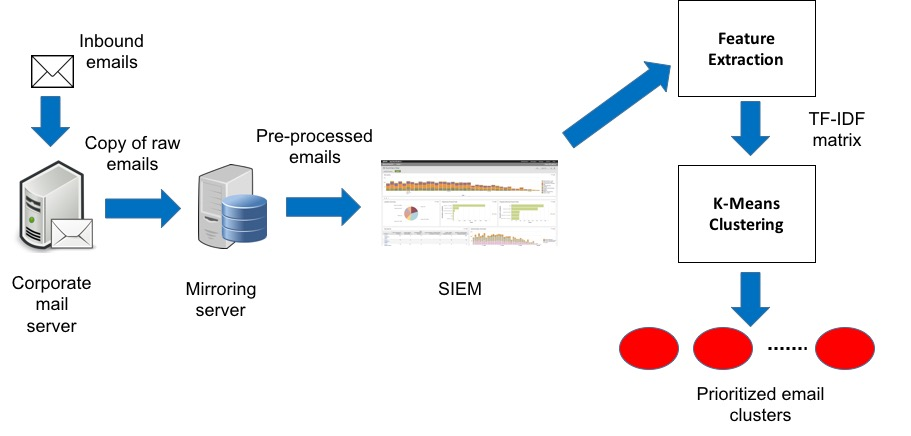 Inbound
emails
Copy of raw
emails
Pre-processed
emails
Corporate
mail
server
Mirroring
server
SIEM
Feature
Extraction
TF-IDF
matrix
K-Means
Clustering
.......
Prioritized email
clusters